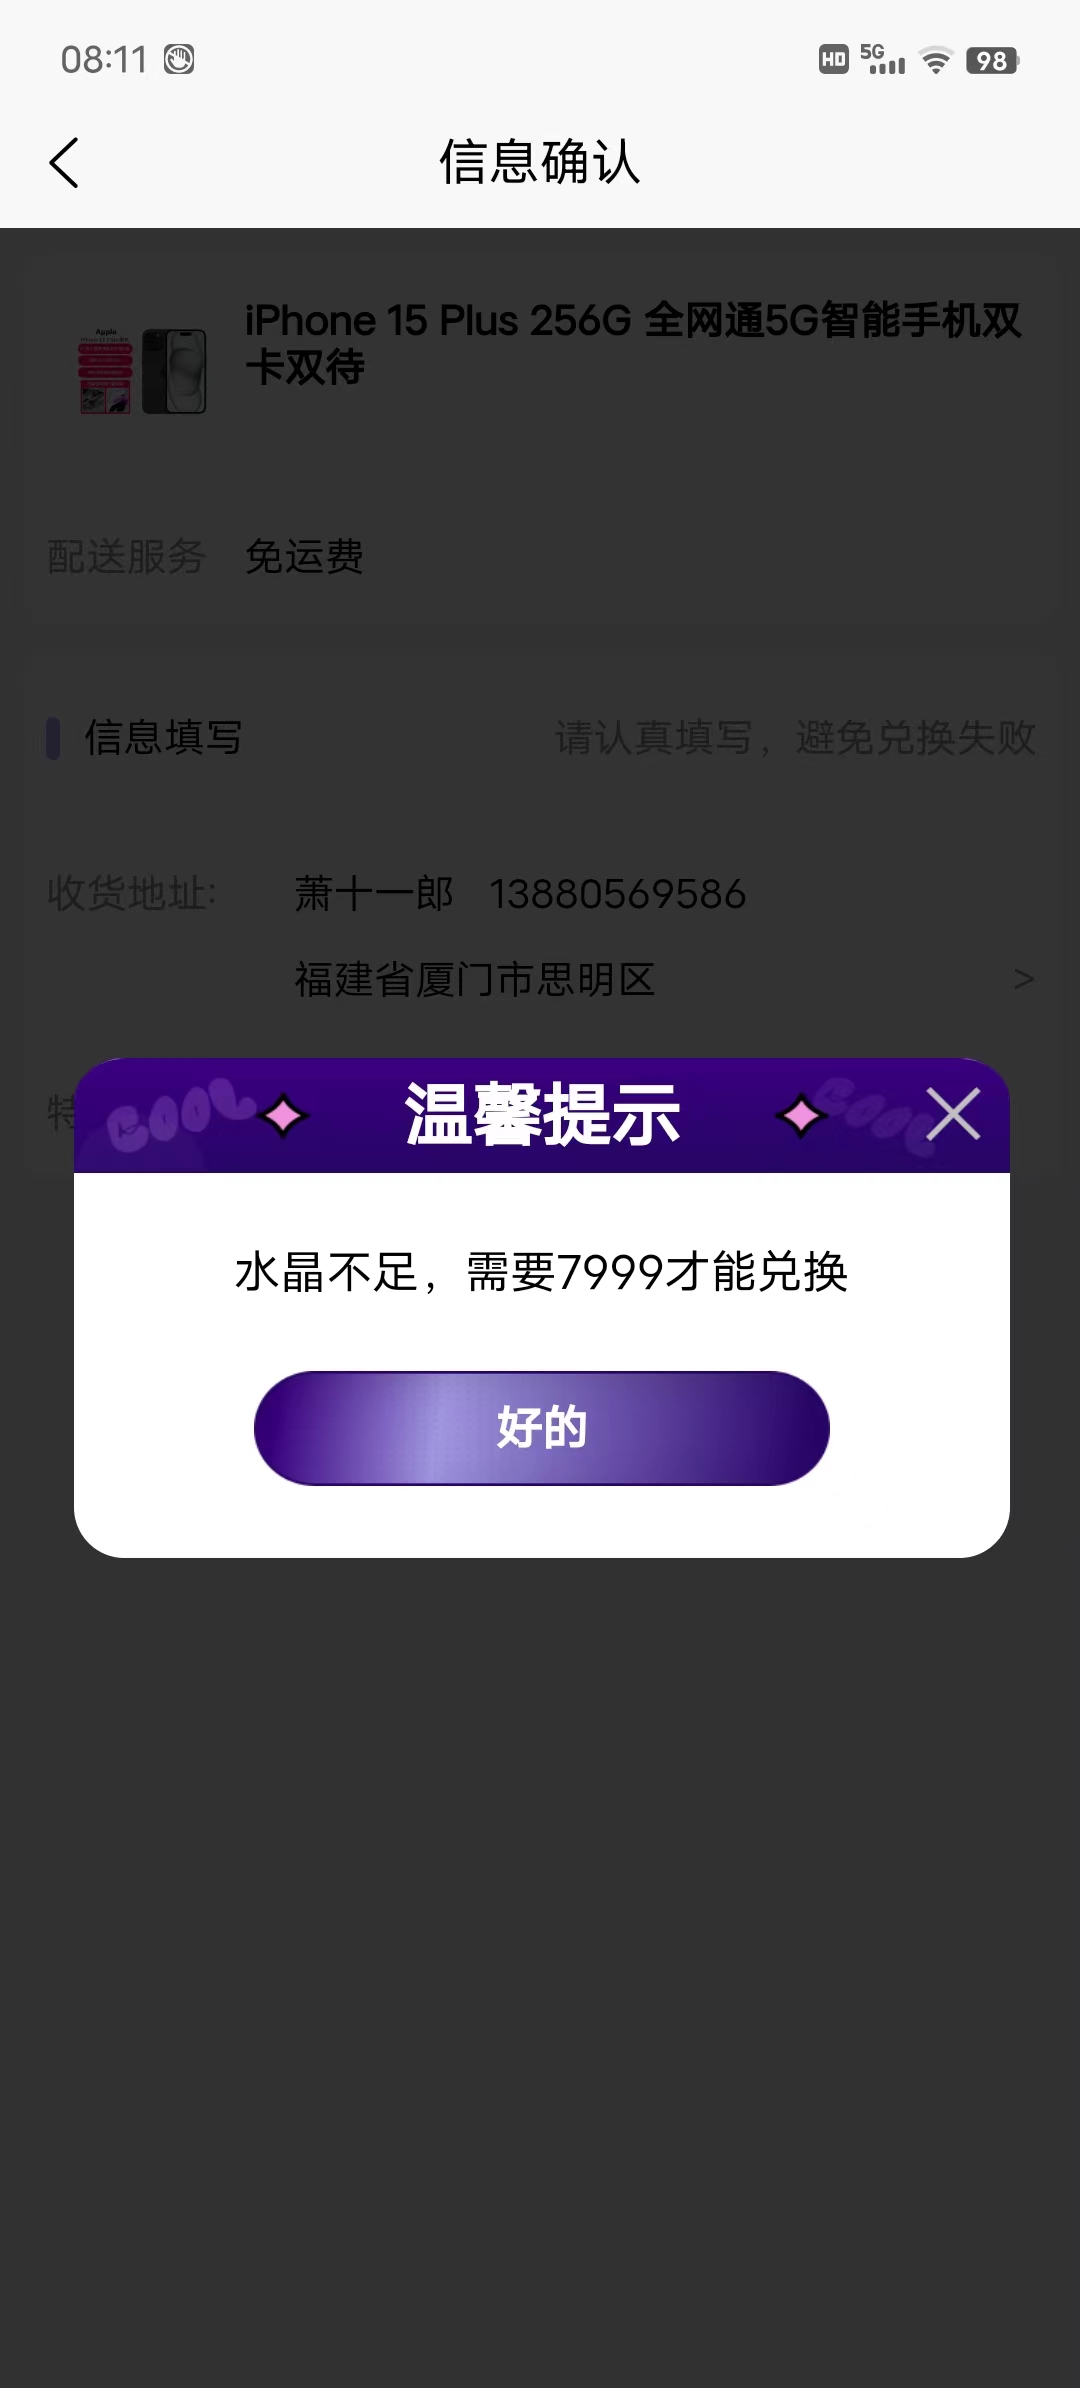 08:11
HD 5G 98
信息确认
iPhone 15 Plus 256G 全网通5G智能手机双
卡双待
Apple
配送服务 免运费
信息填写 请认真填写，避免兑换失败
收货地址: 萧十一郎 13880569586
福建省厦门市思明区 >
特
COOL 温馨提示 COOL
水晶不足，需要7999才能兑换
好的